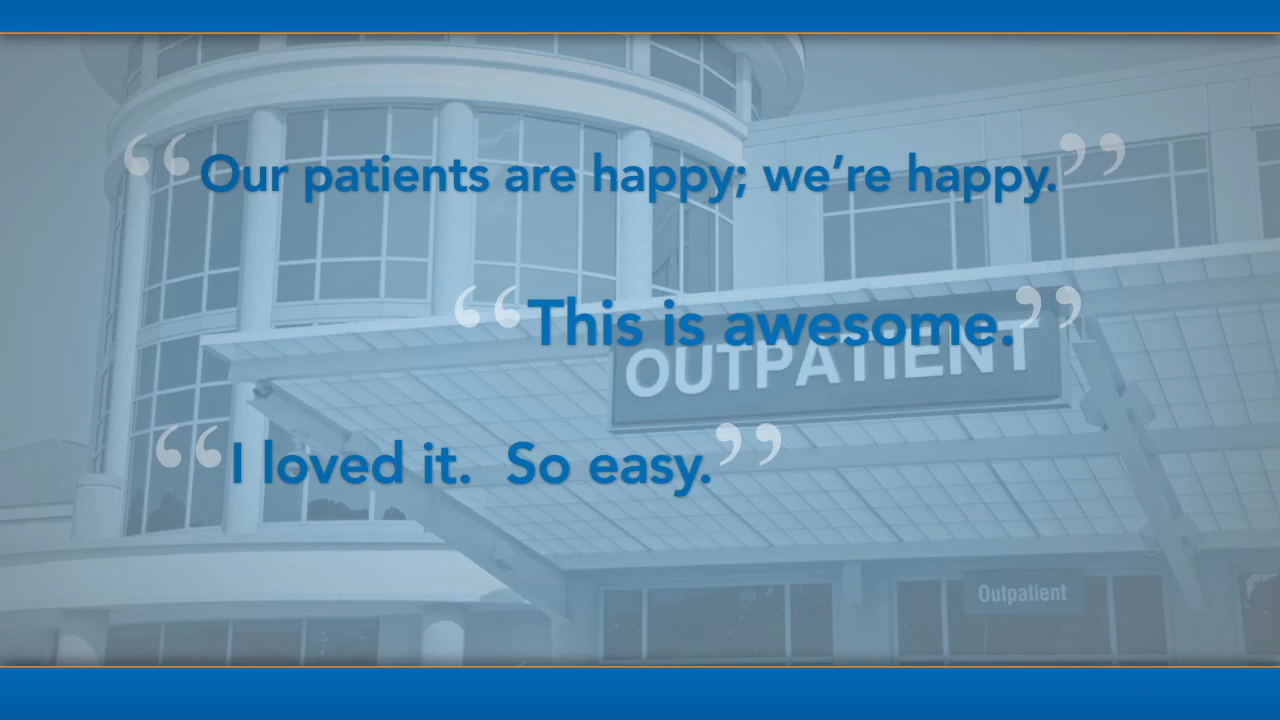 “Our patients are happy; we’re happy.”
“This is awesome.”
OUTPATIENT
“I loved it. So easy.”
Outpatient